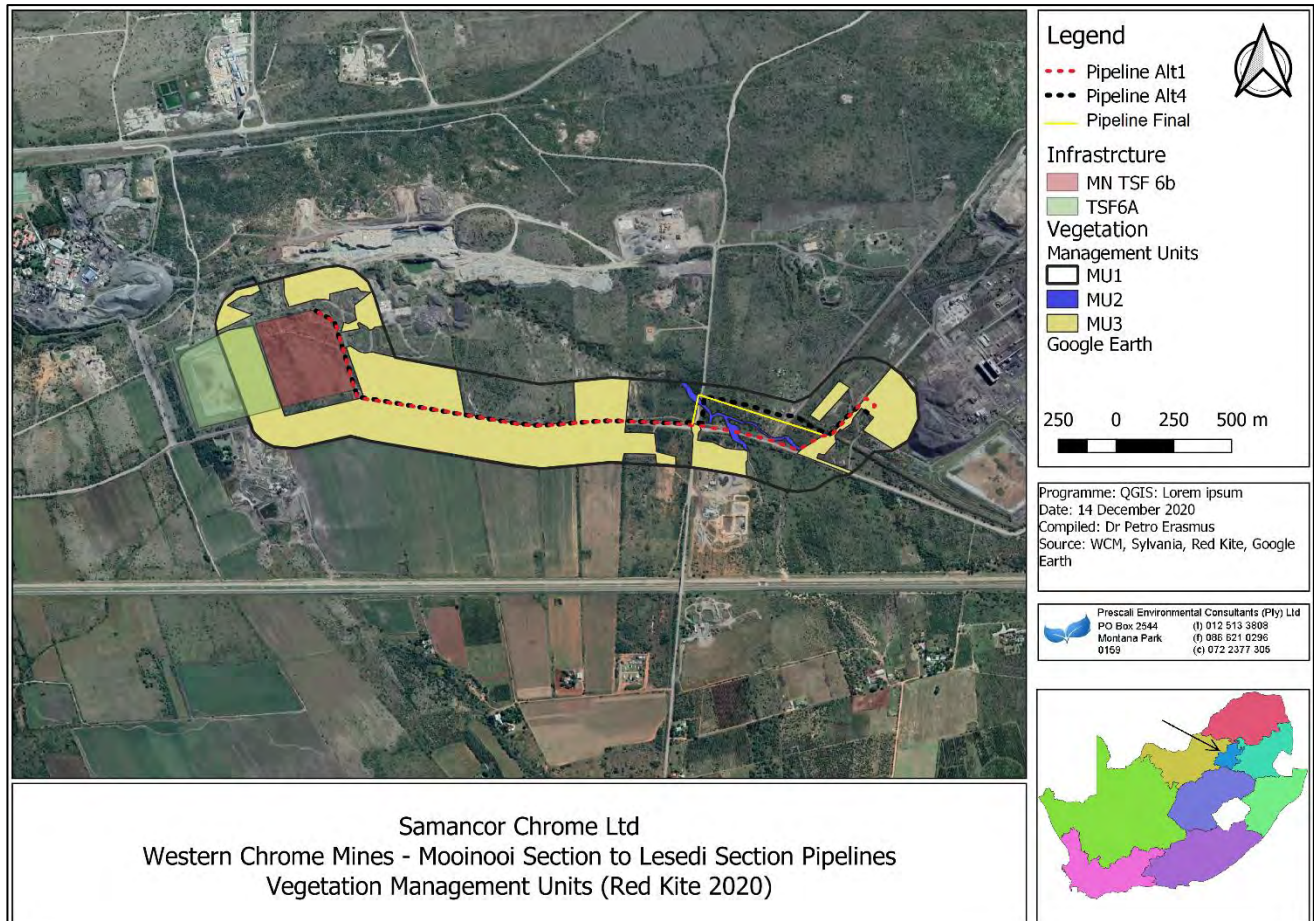 Legend
Pipeline Alt1
Pipeline Alt4
Pipeline Final
Infrastrcture
MN TSF 6b
TSF6A
Vegetation
Management Units
MU1
MU2
MU3
Google Earth
250 0 250 500 m
Programme: QGIS: Lorem ipsum
Date: 14 December 2020
Compiled: Dr Petro Erasmus
Source: WCM, Sylvania, Red Kite, Google
Earth
Prescali Environmental Consultants (Pty) Ltd
PO Box 2544 (t) 012 513 3808
Montana Park (f) 086 621 0296
0159 (c) 072 2377 305
Samancor Chrome Ltd
Western Chrome Mines - Mooinooi Section to Lesedi Section Pipelines
Vegetation Management Units (Red Kite 2020)